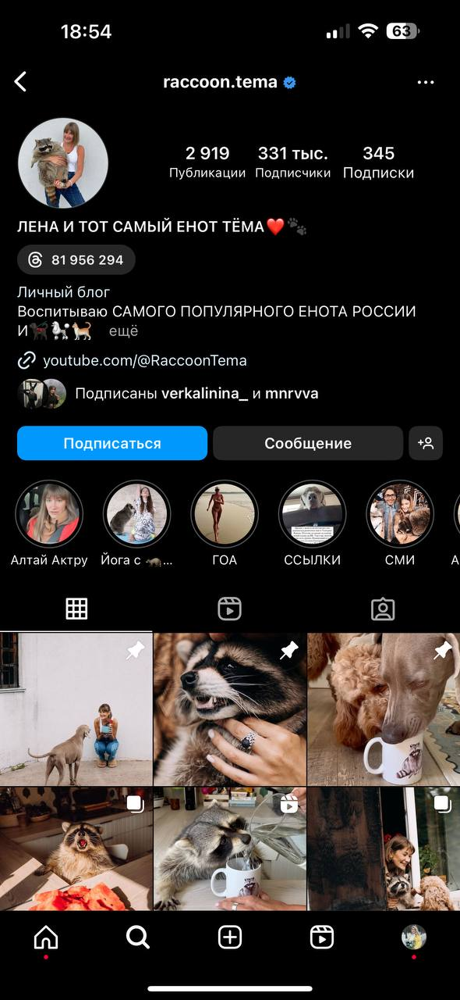 18:54
63
raccoon.tema
2 919 331 тыс. 345
Публикации Подписчики Подписки
ЛЕНА И ТОТ САМЫЙ ЕНОТ ТЁМА❤️🐾
81 956 294
Личный блог
Воспитываю САМОГО ПОПУЛЯРНОГО ЕНОТА РОССИИ
И🐕‍🦺🐩🐕 ещё
youtube.com/@RaccoonTema
Подписаны verkalinina_ и mnrvva
Подписаться Сообщение
Алтай Актру Йога с 🦝... ГОА ССЫЛКИ СМИ А